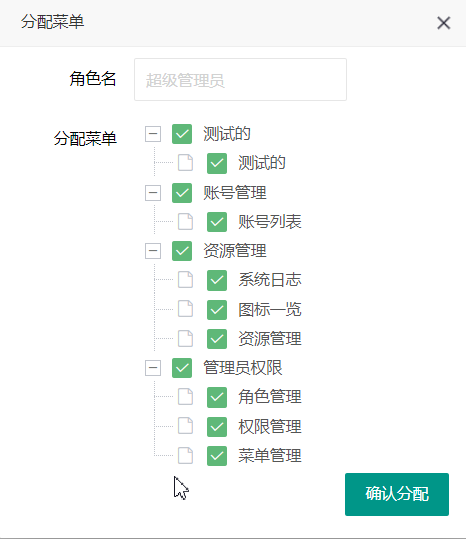 分配菜单
角色名 超级管理员
分配菜单 测试的
测试的
账号管理
账号列表
资源管理
系统日志
图标一览
资源管理
管理员权限
角色管理
权限管理
菜单管理
确认分配